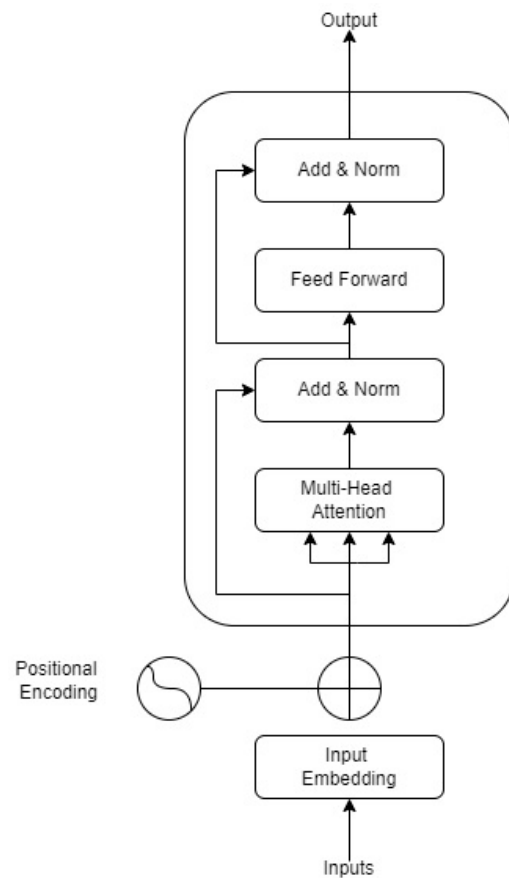 Output
Add & Norm
Feed Forward
Add & Norm
Multi-Head
Attention
Positional
Encoding
Input
Embedding
Inputs